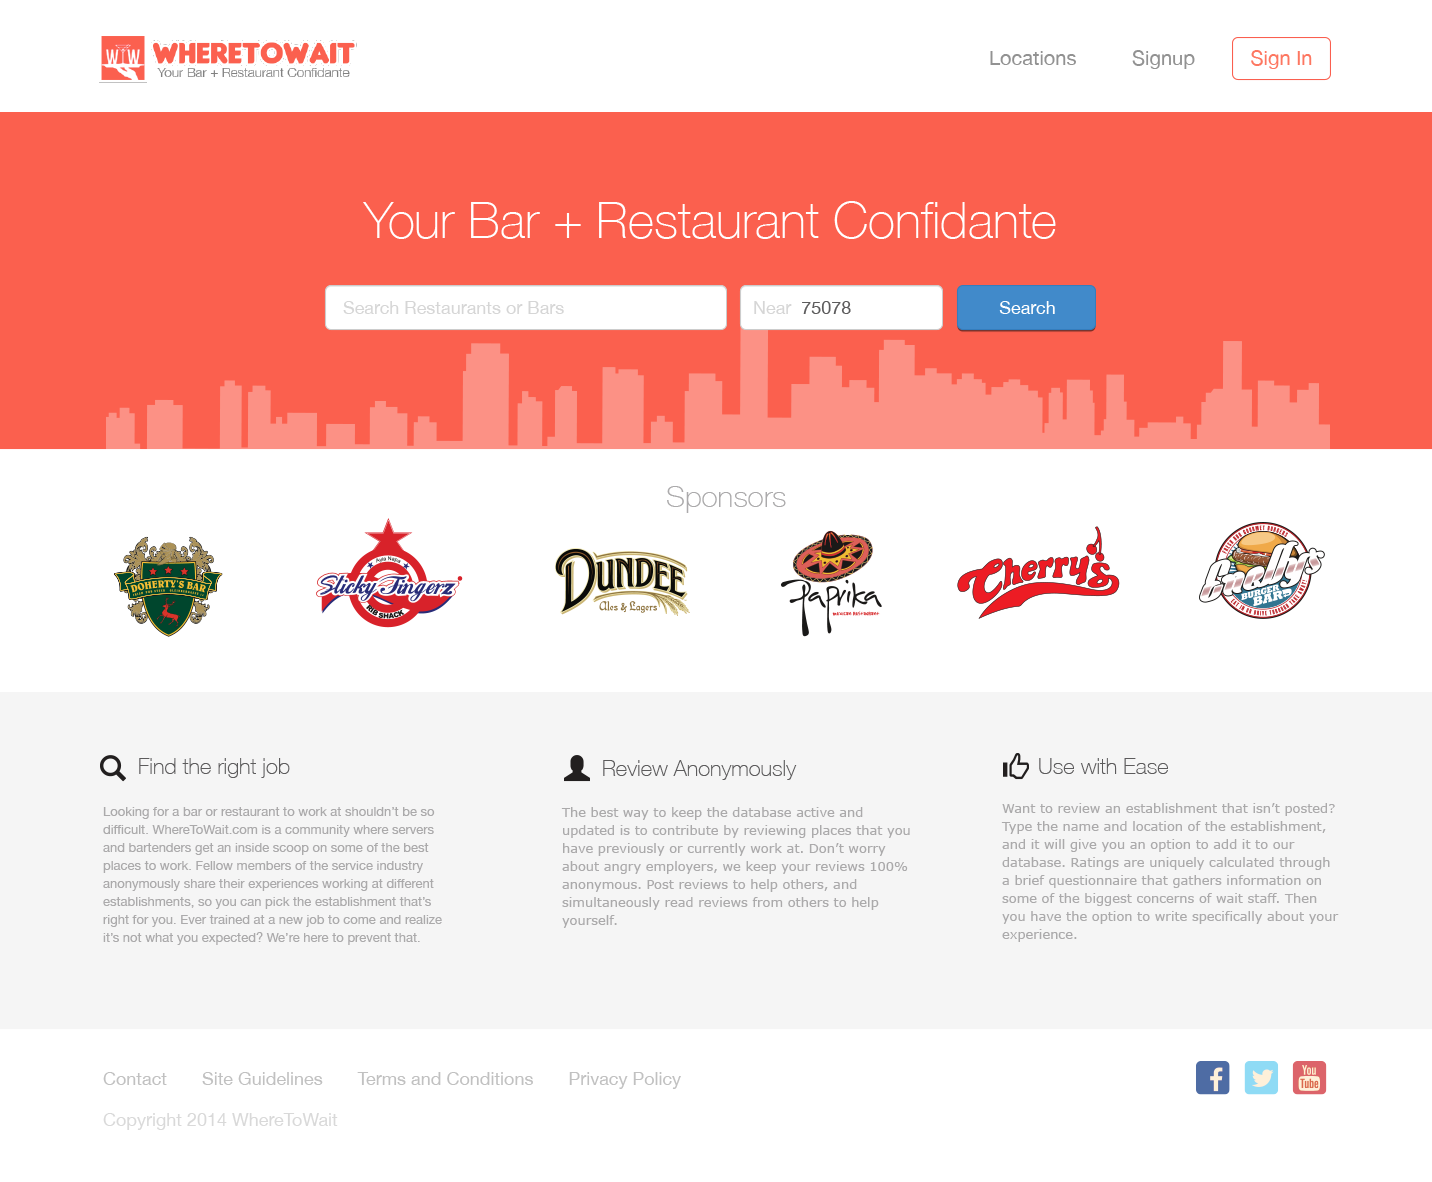 WTW
WHERETOWAIT
Your Bar + Restaurant Confidante
Locations
Signup
Sign In
Your Bar + Restaurant Confidante
Search Restaurants or Bars
Near 75078
Search
Sponsors
DOHERTY'S BAR
Sticky Fingerz
RIB SHACK
DUNDEE
Ales & Lagers
Paprika
MEXICAN RESTAURANT
Cherry's
BURGER
BAR
Find the right job
Looking for a bar or restaurant to work at shouldn't be so
difficult. WhereToWait.com is a community where servers
and bartenders get an inside scoop on some of the best
places to work. Fellow members of the service industry
anonymously share their experiences working at different
establishments, so you can pick the establishment that's
right for you. Ever trained at a new job to come and realize
it's not what you expected? We're here to prevent that.
Review Anonymously
The best way to keep the database active and
updated is to contribute by reviewing places that you
have previously or currently work at. Don't worry
about angry employers, we keep your reviews 100%
anonymous. Post reviews to help others, and
simultaneously read reviews from others to help
yourself.
Use with Ease
Want to review an establishment that isn't posted?
Type the name and location of the establishment,
and it will give you an option to add it to our
database. Ratings are uniquely calculated through
a brief questionnaire that gathers information on
some of the biggest concerns of wait staff. Then
you have the option to write specifically about your
experience.
Contact
Site Guidelines
Terms and Conditions
Privacy Policy
You
Tube
Copyright 2014 WhereToWait